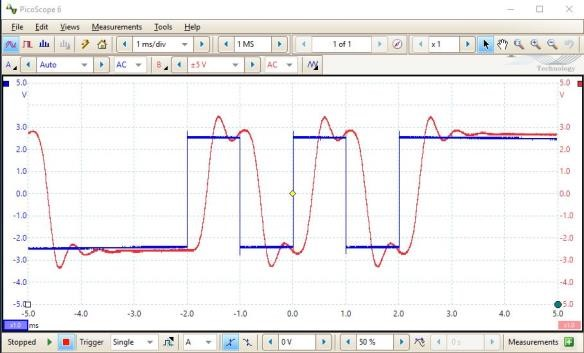 PicoScope 6
File Edit Views Measurements Tools Help
1 ms/div 1 MS 1 of 1 x 1
A Auto AC B ±5 V AC
Technology
5.0 5.0
V V
3.0 3.0
2.0 2.0
1.0 1.0
0.0 0.0
-1.0 -1.0
-2.0 -2.0
-3.0 -3.0
-4.0 -4.0
-5.0 -5.0
-5.0 -4.0 -3.0 -2.0 -1.0 0.0 1.0 2.0 3.0 4.0 5.0
x1.0 ms x1.0
Stopped Trigger Single A 0 V 50 % 0 s Measurements